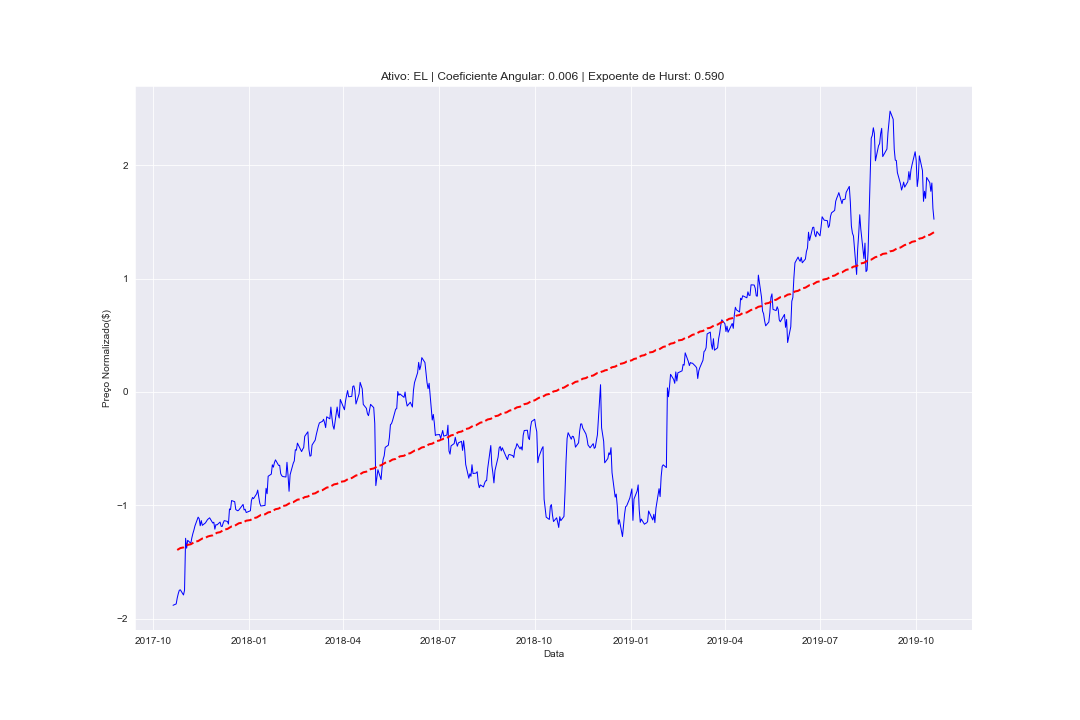 Ativo: EL | Coeficiente Angular: 0.006 | Expoente de Hurst: 0.590
Preço Normalizado($)
2
1
0
−1
−2
2017-10 2018-01 2018-04 2018-07 2018-10 2019-01 2019-04 2019-07 2019-10
Data